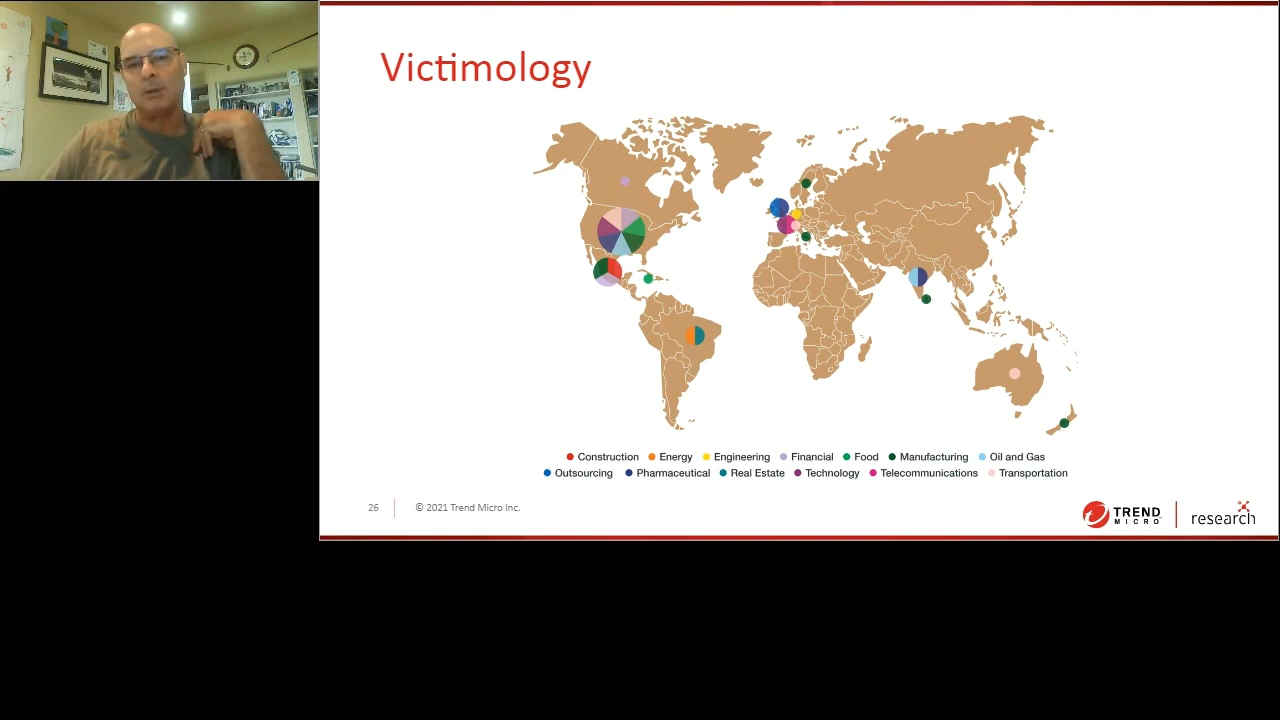 Victimology
Construction Energy Engineering Financial Food Manufacturing Oil and Gas
Outsourcing Pharmaceutical Real Estate Technology Telecommunications Transportation
26 © 2021 Trend Micro Inc.
TREND
MICRO
research